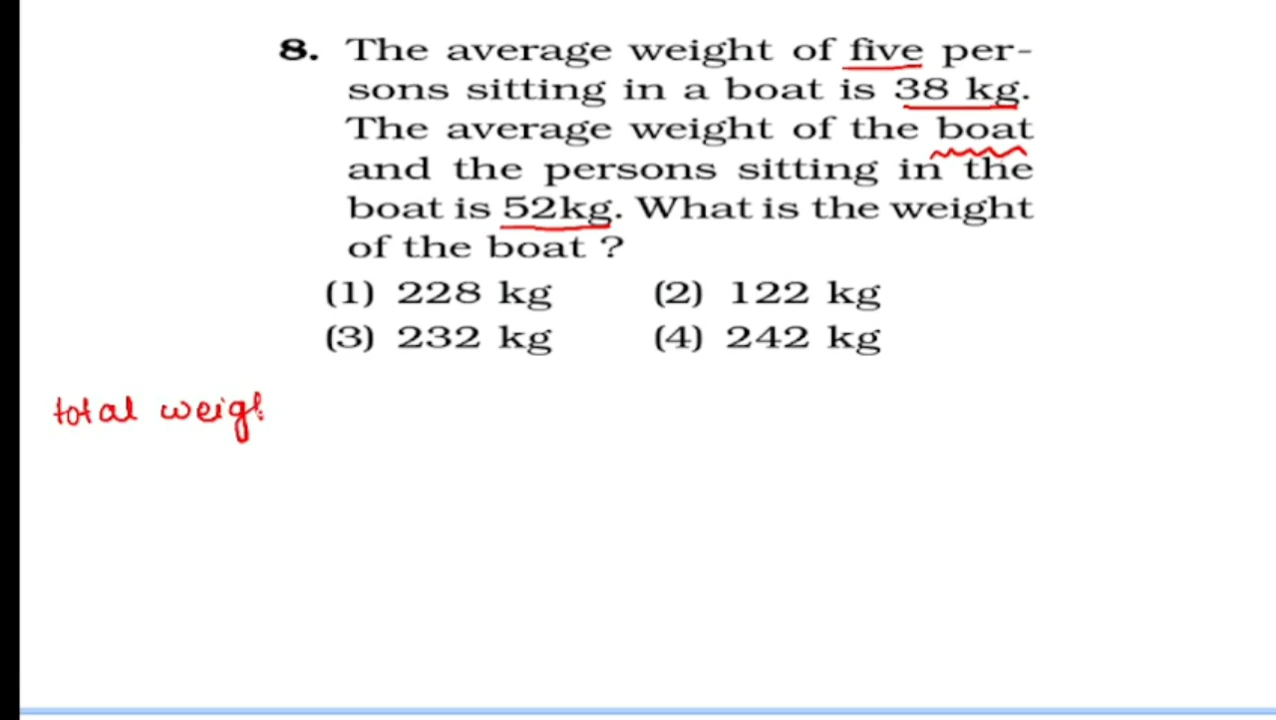 8. The average weight of five per-
sons sitting in a boat is 38 kg.
The average weight of the boat
and the persons sitting in the
boat is 52kg. What is the weight
of the boat ?
(1) 228 kg (2) 122 kg
(3) 232 kg (4) 242 kg
total weigh